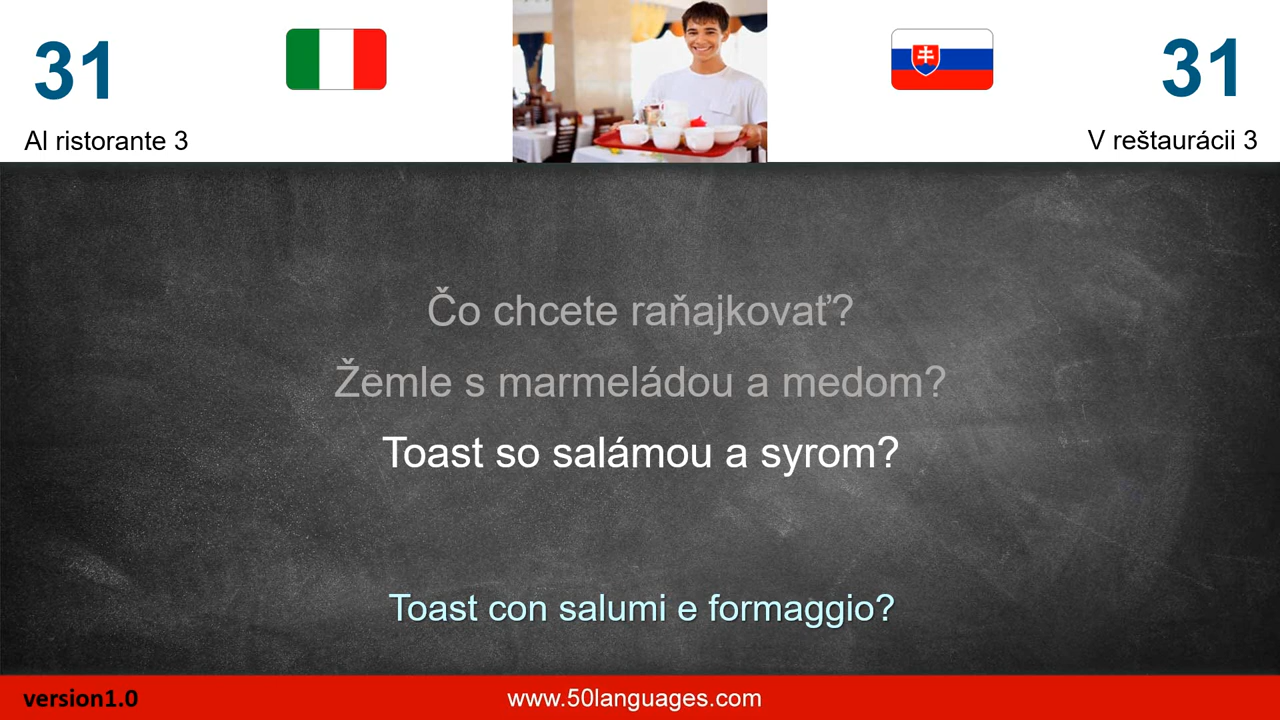 31
31
Al ristorante 3
V reštaurácii 3
Čo chcete raňajkovať?
Žemle s marmeládou a medom?
Toast so salámou a syrom?
Toast con salumi e formaggio?
version1.0
www.50languages.com